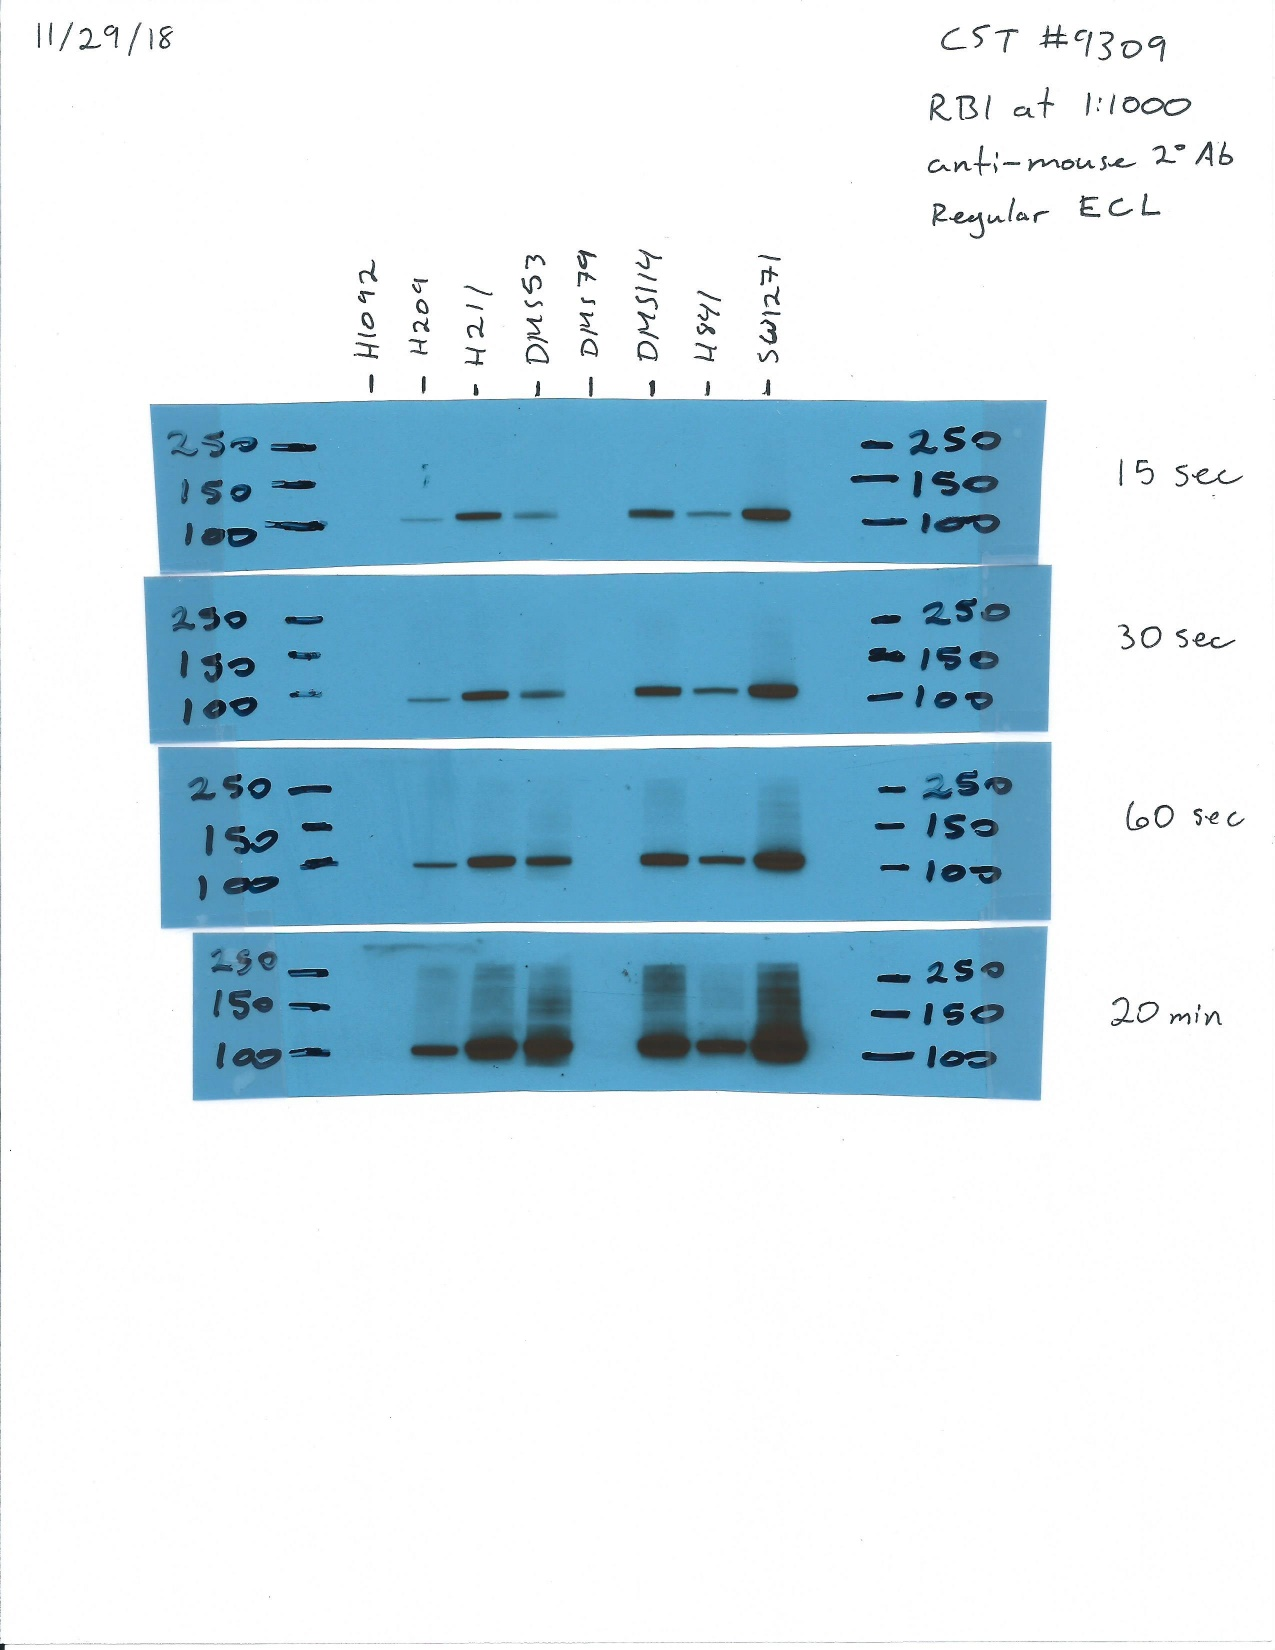 11/29/18
CST #9309
RB1 at 1:1000
anti-mouse 2° Ab
Regular ECL
- H1092
- H209
- H211
- DMS53
- DMS79
- DMS114
- H841
- SW1271
250 — — 250
150 — — 150
100 — — 100
15 sec
250 — — 250
150 — — 150
100 — — 100
30 sec
250 — — 250
150 — — 150
100 — — 100
60 sec
250 — — 250
150 — — 150
100 — — 100
20 min